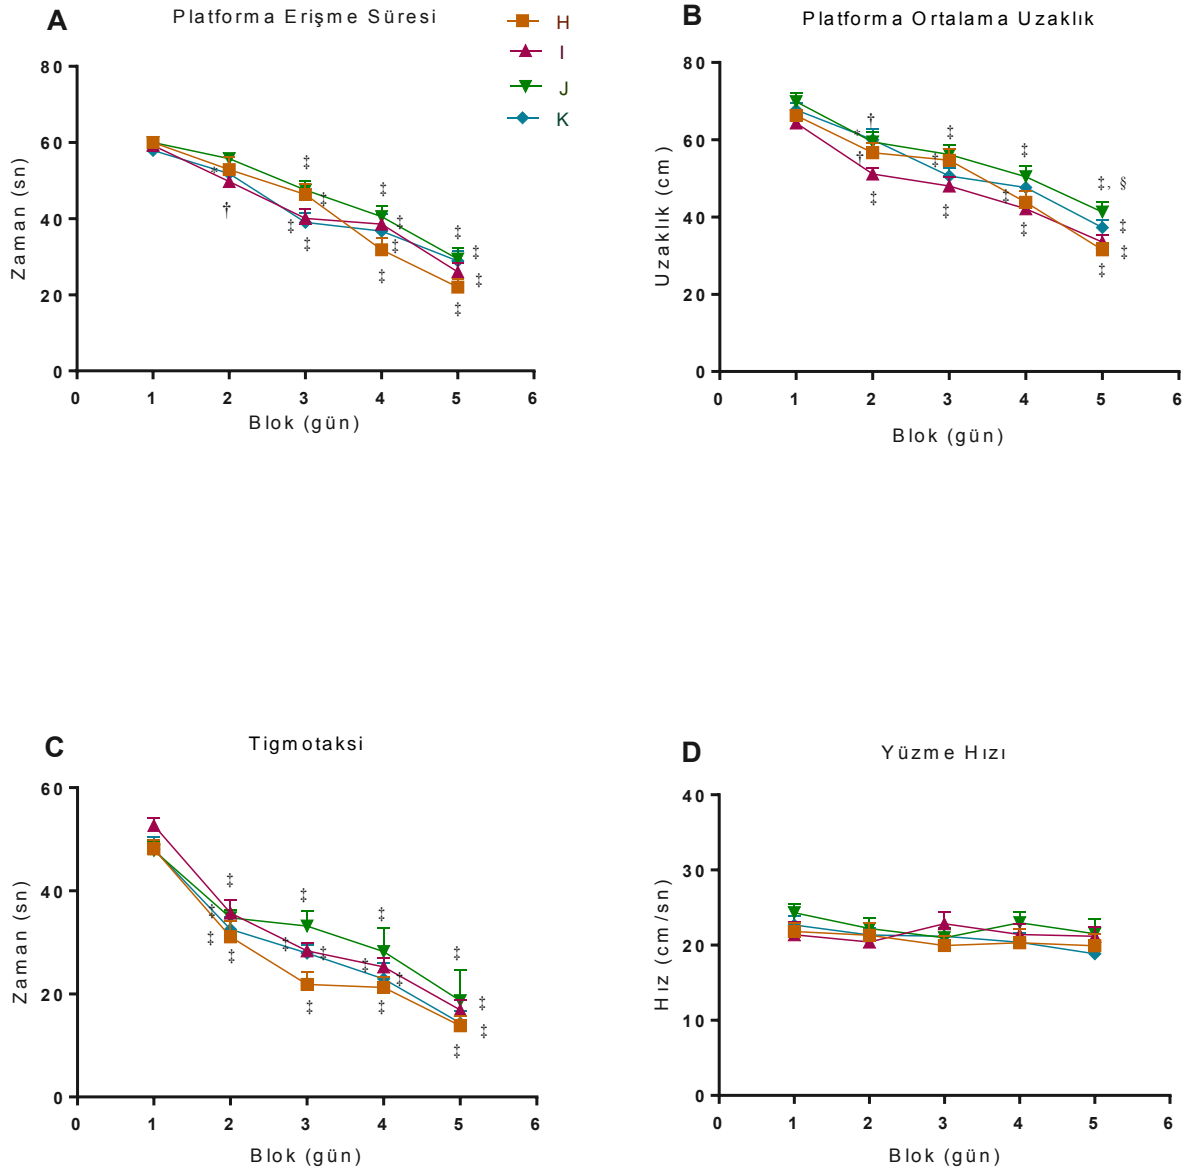 A
Platforma Erişme Süresi
H
I
J
K
Zaman (sn)
80
60
40
20
0
* † ‡ ‡ ‡ ‡ ‡ ‡ ‡ ‡ ‡ ‡ ‡ ‡
0 1 2 3 4 5 6
Blok (gün)
B
Platforma Ortalama Uzaklık
Uzaklık (cm)
80
60
40
20
0
* † † ‡ ‡ ‡ ‡ ‡ ‡ ‡ ‡, § ‡ ‡ ‡
0 1 2 3 4 5 6
Blok (gün)
C
Tigmotaksi
Zaman (sn)
60
40
20
0
‡ ‡ ‡ ‡ ‡ ‡ ‡ ‡ ‡ ‡ ‡ ‡ ‡ ‡ ‡ ‡
0 1 2 3 4 5 6
Blok (gün)
D
Yüzme Hızı
Hız (cm/sn)
40
30
20
10
0
0 1 2 3 4 5 6
Blok (gün)